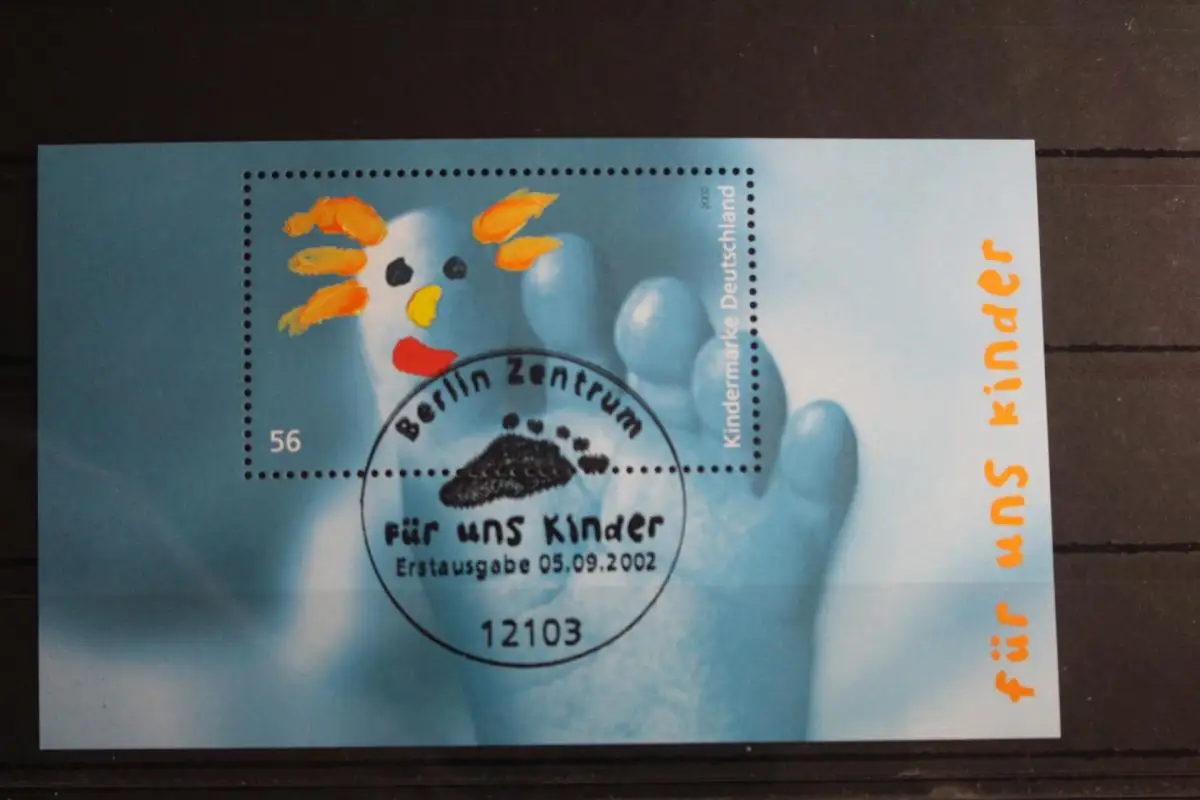 2002
Kindermarke Deutschland
56
Berlin Zentrum
Für uns Kinder
Erstausgabe 05.09.2002
12103
für uns kinder